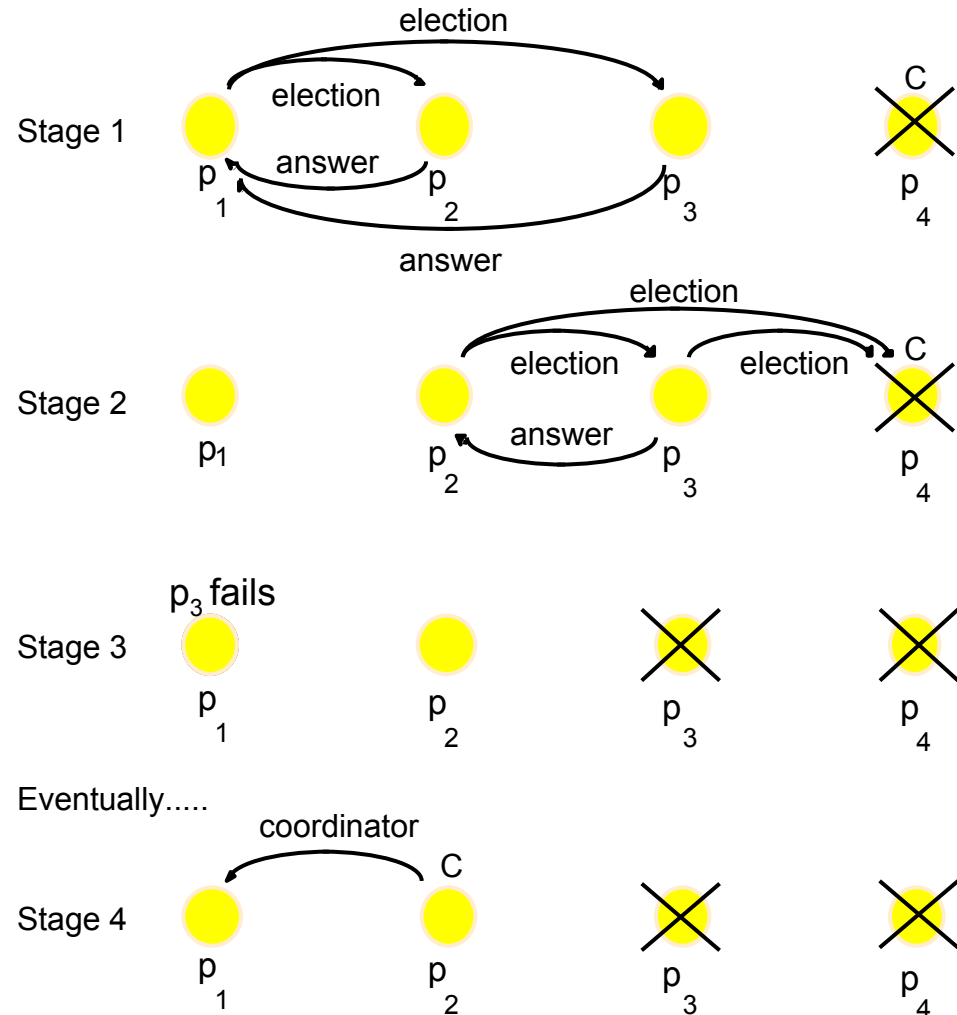 election
C
election
Stage 1
answer
p1
p2
p3
p4
answer
election
C
election
election
Stage 2
answer
p1
p2
p3
p4
p3 fails
Stage 3
p1
p2
p3
p4
Eventually.....
coordinator
C
Stage 4
p1
p2
p3
p4